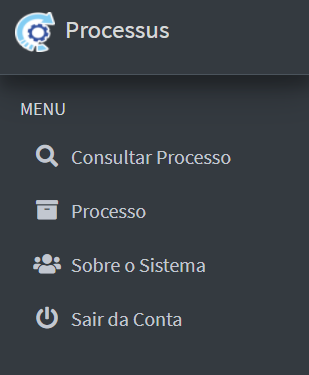 Processus
MENU
Consultar Processo
Processo
Sobre o Sistema
Sair da Conta